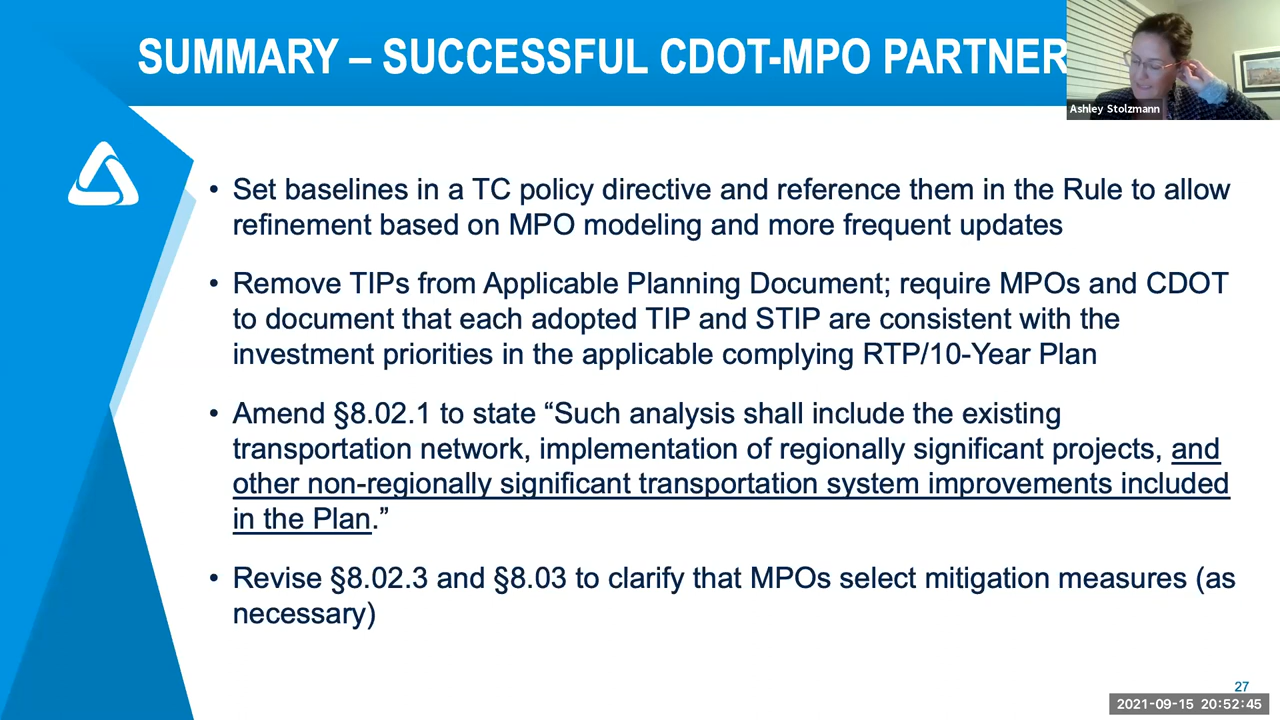 SUMMARY – SUCCESSFUL CDOT-MPO PARTNER
Ashley Stolzmann
• Set baselines in a TC policy directive and reference them in the Rule to allow
refinement based on MPO modeling and more frequent updates
• Remove TIPs from Applicable Planning Document; require MPOs and CDOT
to document that each adopted TIP and STIP are consistent with the
investment priorities in the applicable complying RTP/10-Year Plan
• Amend §8.02.1 to state “Such analysis shall include the existing
transportation network, implementation of regionally significant projects, and
other non-regionally significant transportation system improvements included
in the Plan.”
• Revise §8.02.3 and §8.03 to clarify that MPOs select mitigation measures (as
necessary)
27
2021-09-15 20:52:45